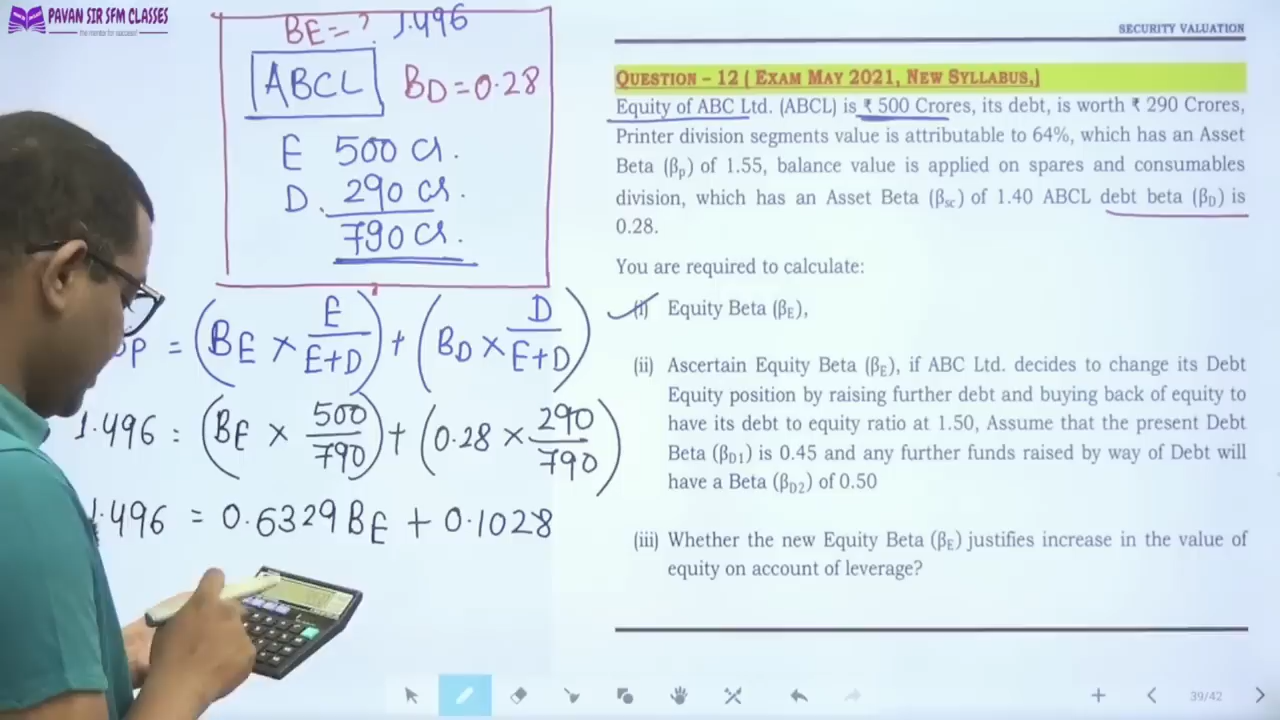 PAVAN SIR SFM CLASSES
the mentor for success!
BE = ? 1.496
ABCL BD = 0.28
E 500 Cr.
D. 290 Cr.
790 Cr.
P = (BE × E/E+D) + (BD × D/E+D)
1.496 = (BE × 500/790) + (0.28 × 290/790)
1.496 = 0.6329 BE + 0.1028
SECURITY VALUATION
QUESTION – 12 ( EXAM MAY 2021, NEW SYLLABUS,)
Equity of ABC Ltd. (ABCL) is ₹ 500 Crores, its debt, is worth ₹ 290 Crores,
Printer division segments value is attributable to 64%, which has an Asset
Beta (βp) of 1.55, balance value is applied on spares and consumables
division, which has an Asset Beta (βsc) of 1.40 ABCL debt beta (βD) is
0.28.
You are required to calculate:
(i) Equity Beta (βE),
(ii) Ascertain Equity Beta (βE), if ABC Ltd. decides to change its Debt
Equity position by raising further debt and buying back of equity to
have its debt to equity ratio at 1.50, Assume that the present Debt
Beta (βD1) is 0.45 and any further funds raised by way of Debt will
have a Beta (βD2) of 0.50
(iii) Whether the new Equity Beta (βE) justifies increase in the value of
equity on account of leverage?
39/42